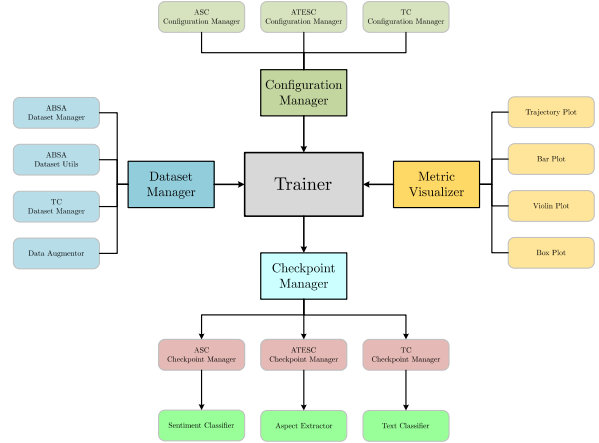 ASC
Configuration Manager
ATESC
Configuration Manager
TC
Configuration Manager
Configuration
Manager
ABSA
Dataset Manager
ABSA
Dataset Utils
TC
Dataset Manager
Data Augmentor
Dataset
Manager
Trainer
Metric
Visualizer
Trajectory Plot
Bar Plot
Violin Plot
Box Plot
Checkpoint
Manager
ASC
Checkpoint Manager
ATESC
Checkpoint Manager
TC
Checkpoint Manager
Sentiment Classifier
Aspect Extractor
Text Classifier